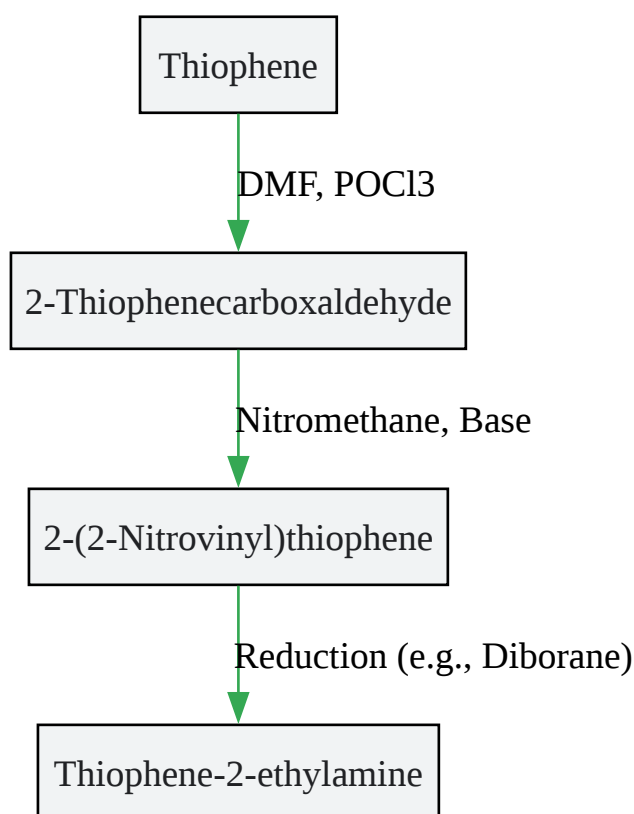 Thiophene
DMF, POCl3
2-Thiophenecarboxaldehyde
Nitromethane, Base
2-(2-Nitrovinyl)thiophene
Reduction (e.g., Diborane)
Thiophene-2-ethylamine